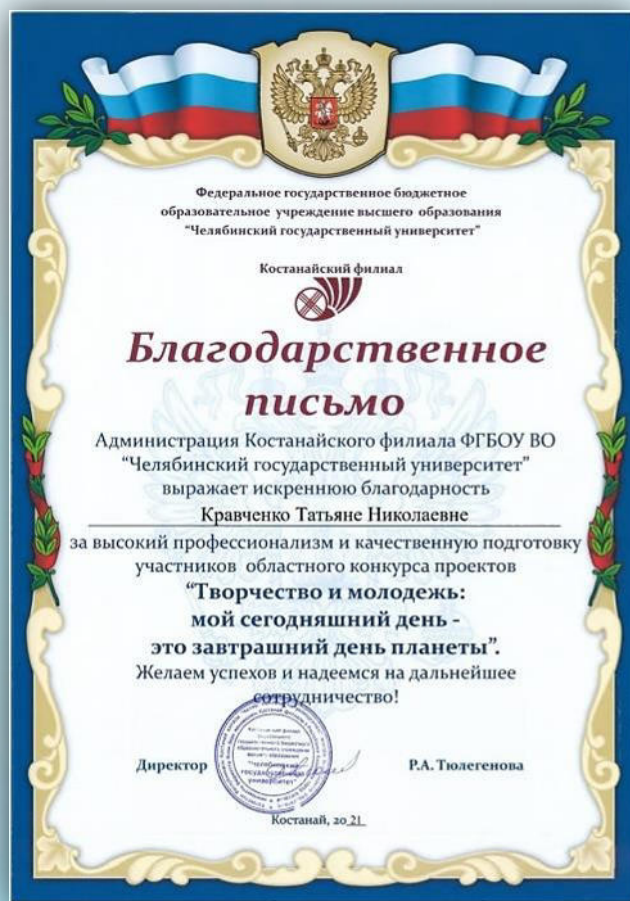 Федеральное государственное бюджетное
образовательное учреждение высшего образования
“Челябинский государственный университет”
Костанайский филиал
Благодарственное
письмо
Администрация Костанайского филиала ФГБОУ ВО
“Челябинский государственный университет”
выражает искреннюю благодарность
Кравченко Татьяне Николаевне
за высокий профессионализм и качественную подготовку
участников областного конкурса проектов
“Творчество и молодежь:
мой сегодняшний день -
это завтрашний день планеты”.
Желаем успехов и надеемся на дальнейшее
сотрудничество!
"Челябинский
государственный
университет"
Директор Р.А. Тюлегенова
Костанай, 20 21